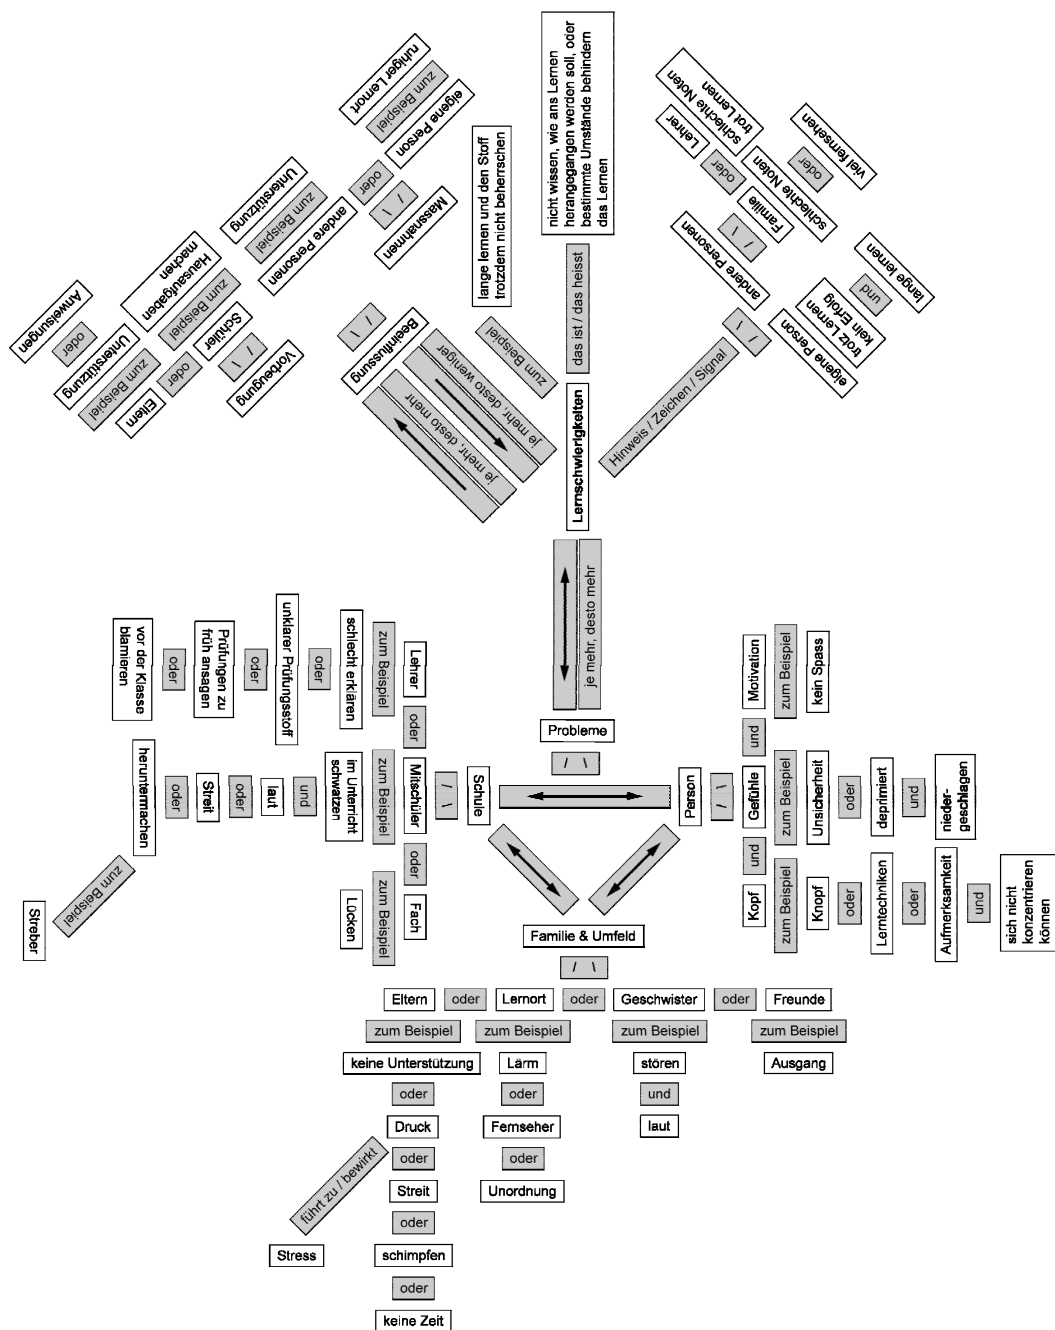 ruhiger Lernort
zum Beispiel
eigene Person
oder
/ \
Massnahmen
Unterstützung
zum Beispiel
andere Personen
Hausaufgaben
machen
zum Beispiel
Schüler
oder
/ \
Vorbeugung
Anweisungen
oder
Unterstützung
zum Beispiel
Eltern
/ \
Beeinflussung
je mehr, desto weniger
je mehr, desto mehr
lange lernen und den Stoff
trotzdem nicht beherrschen
zum Beispiel
nicht wissen, wie ans Lernen
herangegangen werden soll, oder
bestimmte Umstände behindern
das Lernen
das ist / das heisst
Lernschwierigkeiten
schlechte Noten
trot Lernen
Lehrer
oder
Familie
/ \
andere Personen
viel fernsehen
oder
schlechte Noten
lange lernen
und
trotz Lernen
kein Erfolg
eigene Person
/ \
Hinweis / Zeichen / Signal
je mehr, desto mehr
Probleme
/ \
vor der Klasse
blamieren
oder
Prüfungen zu
früh ansagen
oder
unklarer Prüfungsstoff
oder
schlecht erklären
zum Beispiel
Lehrer
oder
heruntermachen
oder
Streit
oder
laut
und
im Unterricht
schwatzen
zum Beispiel
Mitschüler
/ \
Schule
oder
Streber
zum Beispiel
Lücken
zum Beispiel
Fach
Person
/ \
Motivation
zum Beispiel
kein Spass
und
Gefühle
zum Beispiel
Unsicherheit
oder
deprimiert
und
nieder-
geschlagen
und
Kopf
zum Beispiel
Knopf
oder
Lerntechniken
oder
Aufmerksamkeit
und
sich nicht
konzentrieren
können
Familie & Umfeld
/ \
Eltern oder Lernort oder Geschwister oder Freunde
zum Beispiel zum Beispiel zum Beispiel zum Beispiel
keine Unterstützung Lärm stören Ausgang
oder oder und
Druck Fernseher laut
führt zu / bewirkt oder oder
Streit Unordnung
oder
Stress schimpfen
oder
keine Zeit